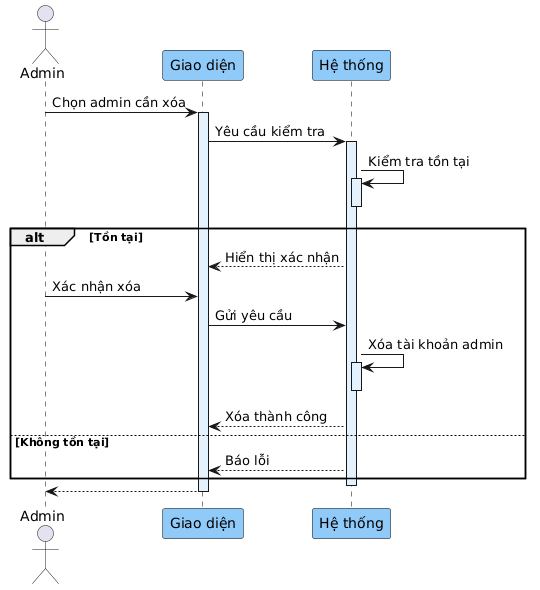 Admin
Giao diện
Hệ thống
Chọn admin cần xóa
Yêu cầu kiểm tra
Kiểm tra tồn tại
alt [Tồn tại]
Hiển thị xác nhận
Xác nhận xóa
Gửi yêu cầu
Xóa tài khoản admin
Xóa thành công
[Không tồn tại]
Báo lỗi
Admin
Giao diện
Hệ thống